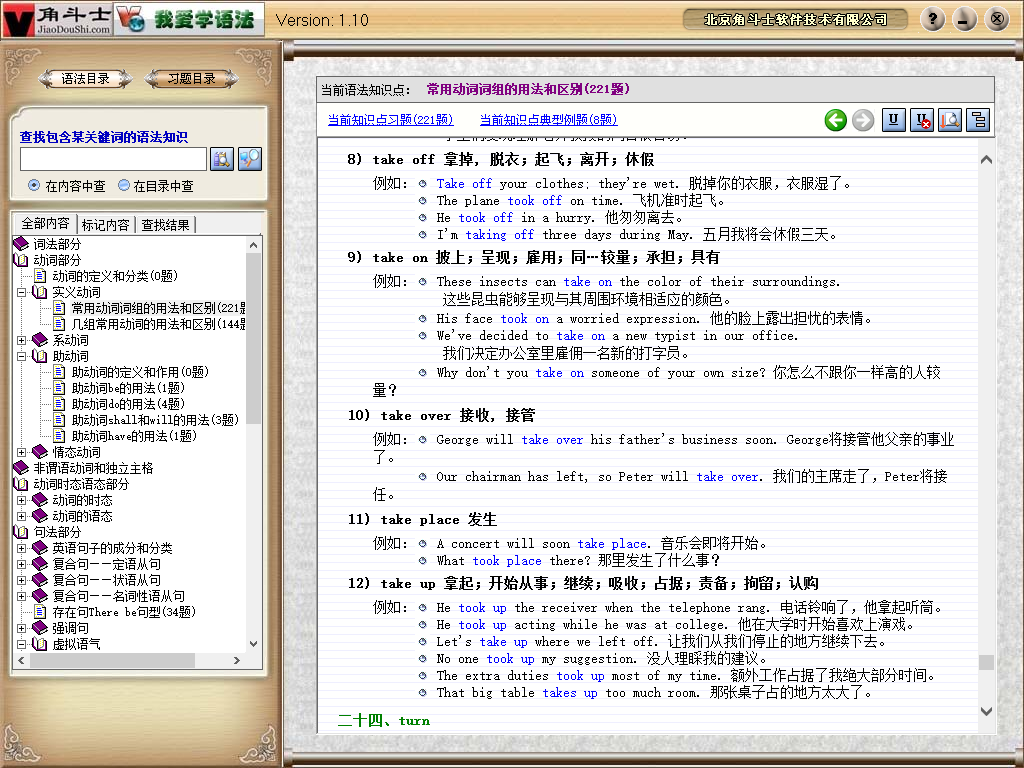 角斗士
JiaoDouShi.com
我爱学语法
Version: 1.10
北京角斗士软件技术有限公司
语法目录
习题目录
查找包含某关键词的语法知识
在内容中查
在目录中查
全部内容
标记内容
查找结果
词法部分
动词部分
动词的定义和分类(0题)
实义动词
常用动词词组的用法和区别(221题
几组常用动词的用法和区别(144题
系动词
助动词
助动词的定义和作用(0题)
助动词be的用法(1题)
助动词do的用法(4题)
助动词shall和will的用法(3题)
助动词have的用法(1题)
情态动词
非谓语动词和独立主格
动词时态语态部分
动词的时态
动词的语态
句法部分
英语句子的成分和分类
复合句——定语从句
复合句——状语从句
复合句——名词性语从句
存在句There be句型(34题)
强调句
虚拟语气
当前语法知识点: 常用动词词组的用法和区别(221题)
当前知识点习题(221题)
当前知识点典型例题(8题)
8) take off 拿掉, 脱衣; 起飞; 离开; 休假
例如: Take off your clothes; they're wet. 脱掉你的衣服, 衣服湿了。
The plane took off on time. 飞机准时起飞。
He took off in a hurry. 他匆匆离去。
I'm taking off three days during May. 五月我将会休假三天。
9) take on 披上; 呈现; 雇用; 同…较量; 承担; 具有
例如: These insects can take on the color of their surroundings.
这些昆虫能够呈现与其周围环境相适应的颜色。
His face took on a worried expression. 他的脸上露出担忧的表情。
We've decided to take on a new typist in our office.
我们决定办公室里雇佣一名新的打字员。
Why don't you take on someone of your own size? 你怎么不跟你一样高的人较
量?
10) take over 接收, 接管
例如: George will take over his father's business soon. George将接管他父亲的事业
了。
Our chairman has left, so Peter will take over. 我们的主席走了, Peter将接
任。
11) take place 发生
例如: A concert will soon take place. 音乐会即将开始。
What took place there? 那里发生了什么事?
12) take up 拿起; 开始从事; 继续; 吸收; 占据; 责备; 拘留; 认购
例如: He took up the receiver when the telephone rang. 电话铃响了, 他拿起听筒。
He took up acting while he was at college. 他在大学时开始喜欢上演戏。
Let's take up where we left off. 让我们从我们停止的地方继续下去。
No one took up my suggestion. 没人理睬我的建议。
The extra duties took up most of my time. 额外工作占据了我绝大部分时间。
That big table takes up too much room. 那张桌子占的地方太大了。
二十四、turn